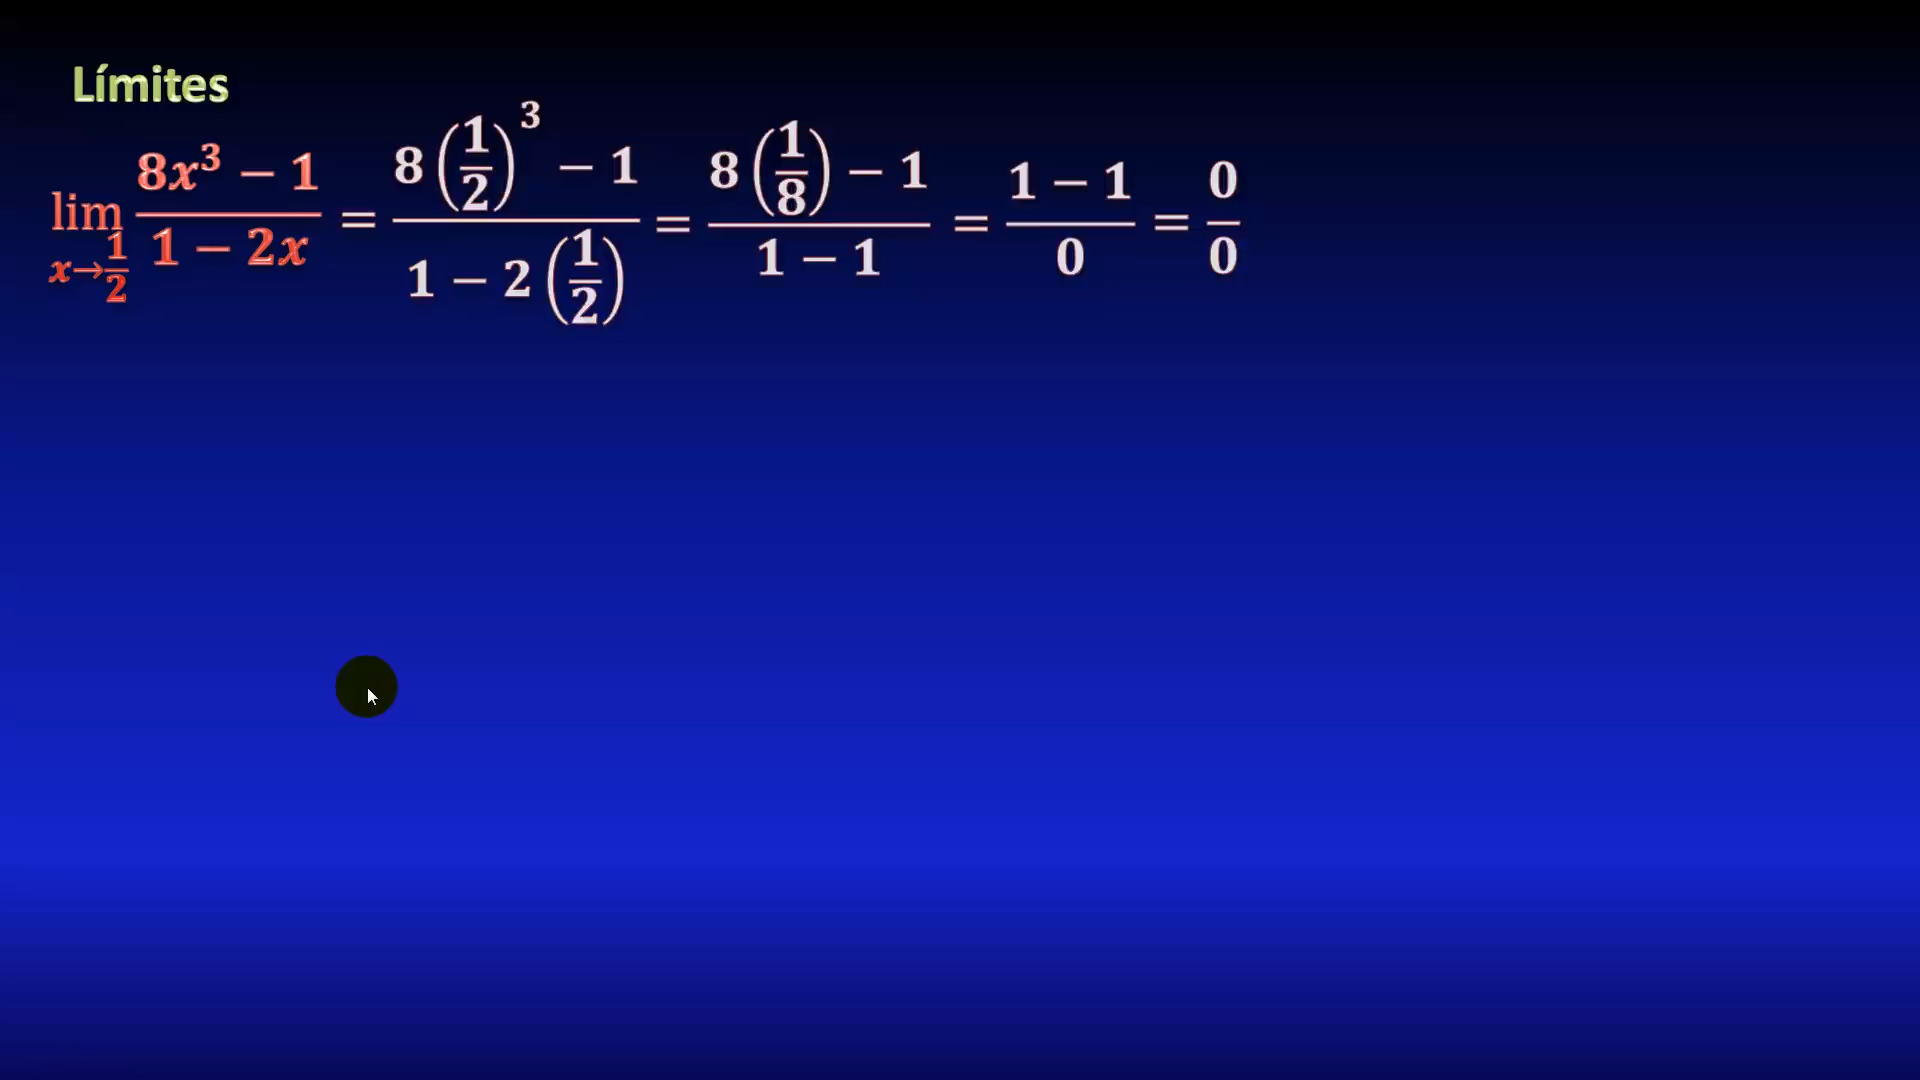 Límites
lim x→1/2 (8x³ − 1)/(1 − 2x) = (8(1/2)³ − 1)/(1 − 2(1/2)) = (8(1/8) − 1)/(1 − 1) = (1 − 1)/0 = 0/0